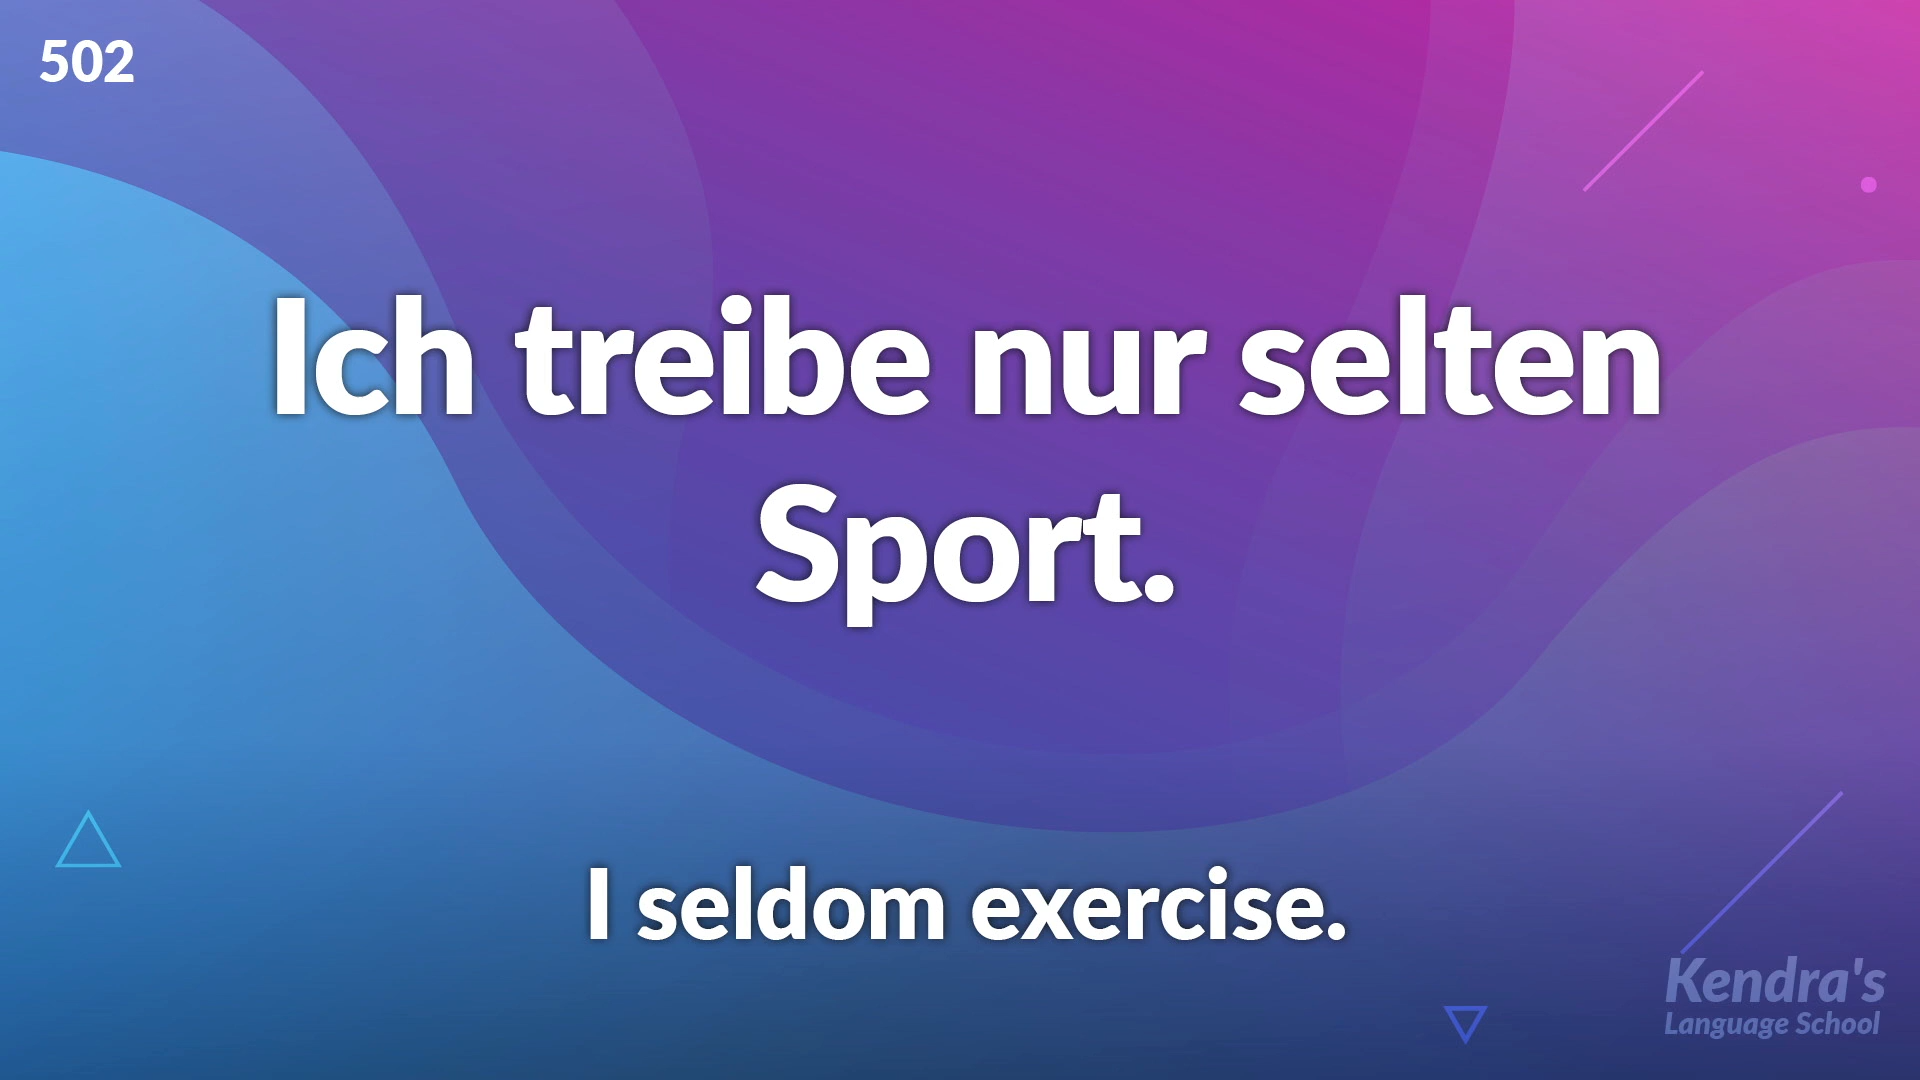 502
Ich treibe nur selten
Sport.
I seldom exercise.
Kendra's
Language School